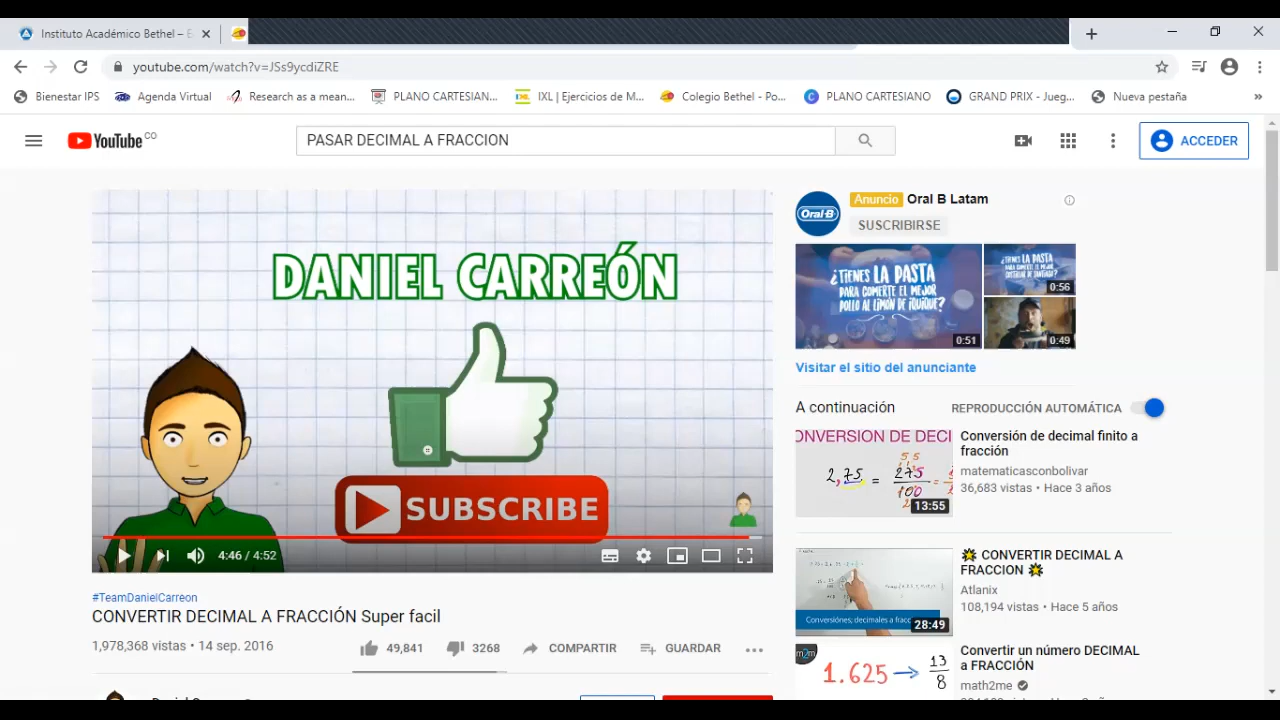 Instituto Académico Bethel – E
youtube.com/watch?v=JSs9ycdiZRE
Bienestar IPS
Agenda Virtual
Research as a mean...
PLANO CARTESIAN...
IXL | Ejercicios de M...
Colegio Bethel - Po...
PLANO CARTESIANO
GRAND PRIX - Jueg...
Nueva pestaña
YouTube CO
PASAR DECIMAL A FRACCION
ACCEDER
DANIEL CARREÓN
SUBSCRIBE
4:46 / 4:52
#TeamDanielCarreon
CONVERTIR DECIMAL A FRACCIÓN Super facil
1,978,368 vistas • 14 sep. 2016
49,841
3268
COMPARTIR
GUARDAR
Oral-B
Anuncio Oral B Latam
SUSCRIBIRSE
¿TIENES LA PASTA
PARA COMERTE EL MEJOR
POLLO AL LIMÓN DE IQUIQUE?
0:51
0:56
0:49
Visitar el sitio del anunciante
A continuación
REPRODUCCIÓN AUTOMÁTICA
ONVERSION DE DECI
2,75 = 275
100
13:55
Conversión de decimal finito a
fracción
matematicasconbolivar
36,683 vistas • Hace 3 años
28:49
CONVERTIR DECIMAL A
FRACCION
Atlanix
108,194 vistas • Hace 5 años
m2m
1.625 → 13
8
Convertir un número DECIMAL
a FRACCIÓN
math2me